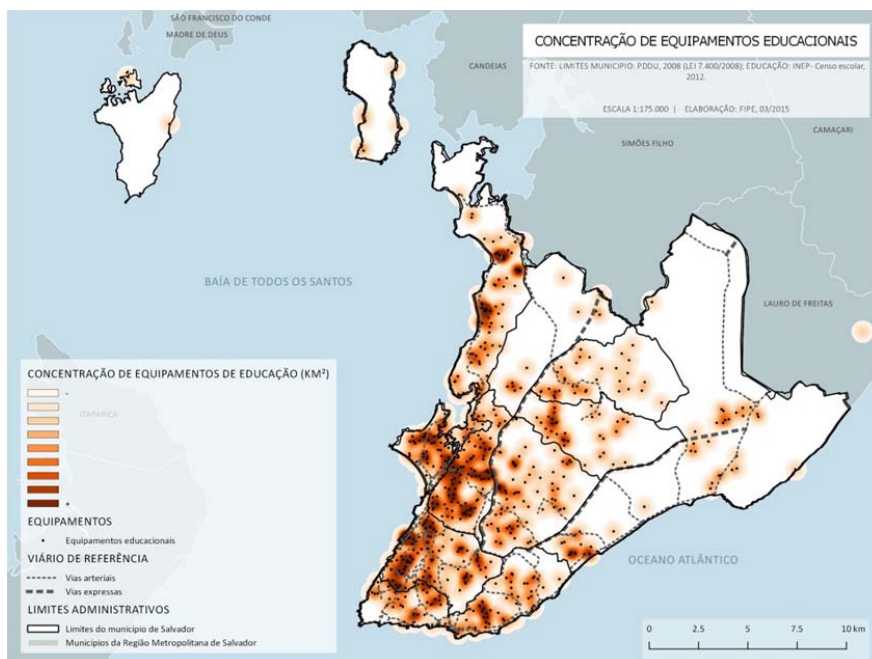 SÃO FRANCISCO DO CONDE
MADRE DE DEUS
CONCENTRAÇÃO DE EQUIPAMENTOS EDUCACIONAIS
FONTE: LIMITES MUNICIPIO: PDDU, 2008 (LEI 7.400/2008); EDUCAÇÃO: INEP- Censo escolar,
2012.
ESCALA 1:175.000 | ELABORAÇÃO: FIPE, 03/2015
CANDEIAS
CAMAÇARI
SIMÕES FILHO
BAÍA DE TODOS OS SANTOS
LAURO DE FREITAS
CONCENTRAÇÃO DE EQUIPAMENTOS DE EDUCAÇÃO (KM²)
-
ITAPARICA
+
EQUIPAMENTOS
Equipamentos educacionais
VIÁRIO DE REFERÊNCIA
Vias arteriais
Vias expressas
LIMITES ADMINISTRATIVOS
Limites do município de Salvador
Municípios da Região Metropolitana de Salvador
OCEANO ATLÂNTICO
0 2.5 5 7.5 10 km